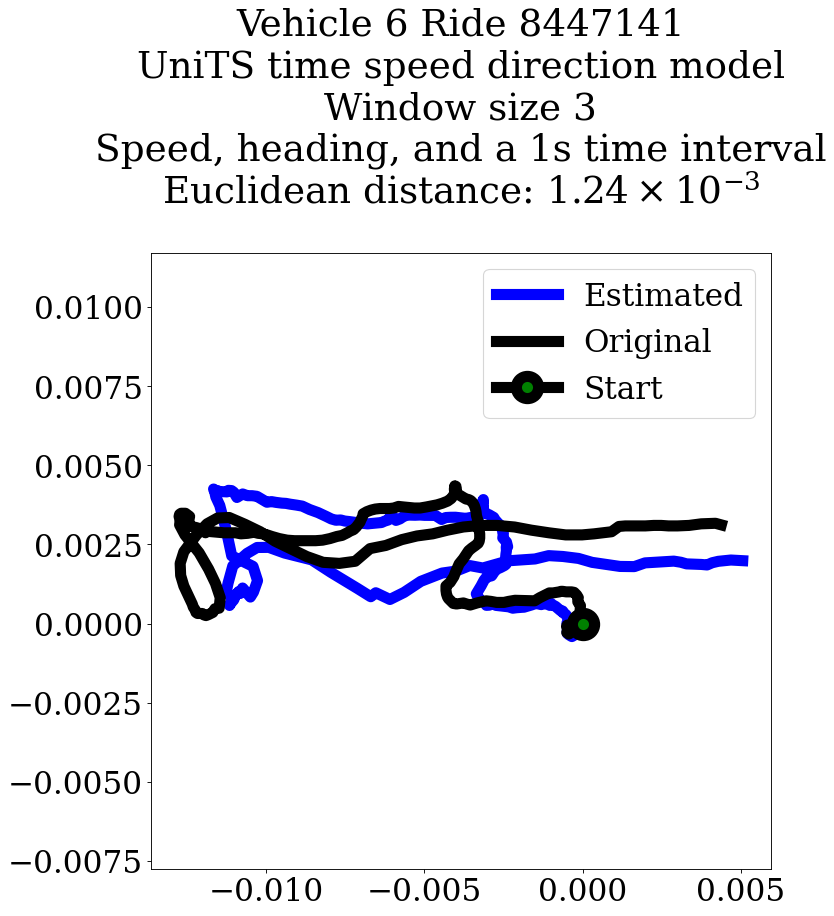 Vehicle 6 Ride 8447141
UniTS time speed direction model
Window size 3
Speed, heading, and a 1s time interval
Euclidean distance: 1.24 × 10⁻³
Estimated
Original
Start
0.0100
0.0075
0.0050
0.0025
0.0000
−0.0025
−0.0050
−0.0075
−0.010 −0.005 0.000 0.005